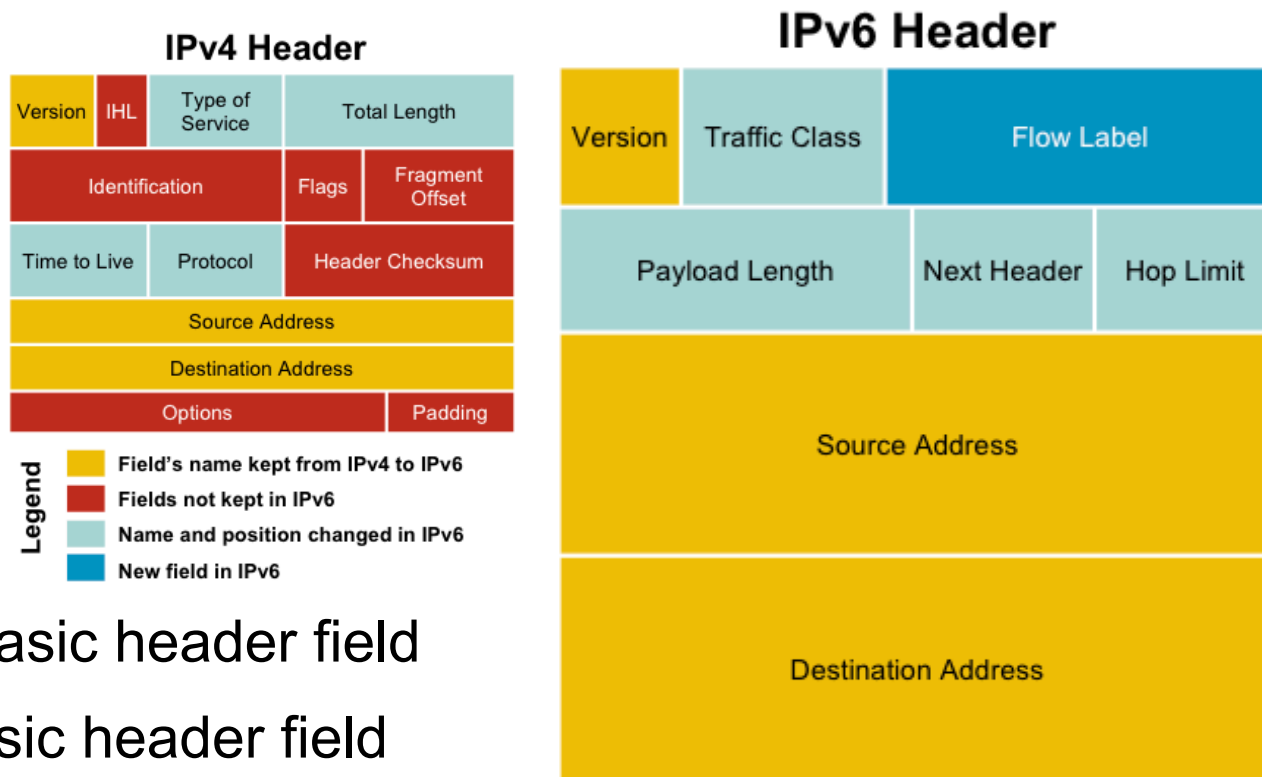 IPv4 Header
Version IHL Type of Service Total Length
Identification Flags Fragment Offset
Time to Live Protocol Header Checksum
Source Address
Destination Address
Options Padding
Legend
Field's name kept from IPv4 to IPv6
Fields not kept in IPv6
Name and position changed in IPv6
New field in IPv6
asic header field
sic header field
IPv6 Header
Version Traffic Class Flow Label
Payload Length Next Header Hop Limit
Source Address
Destination Address